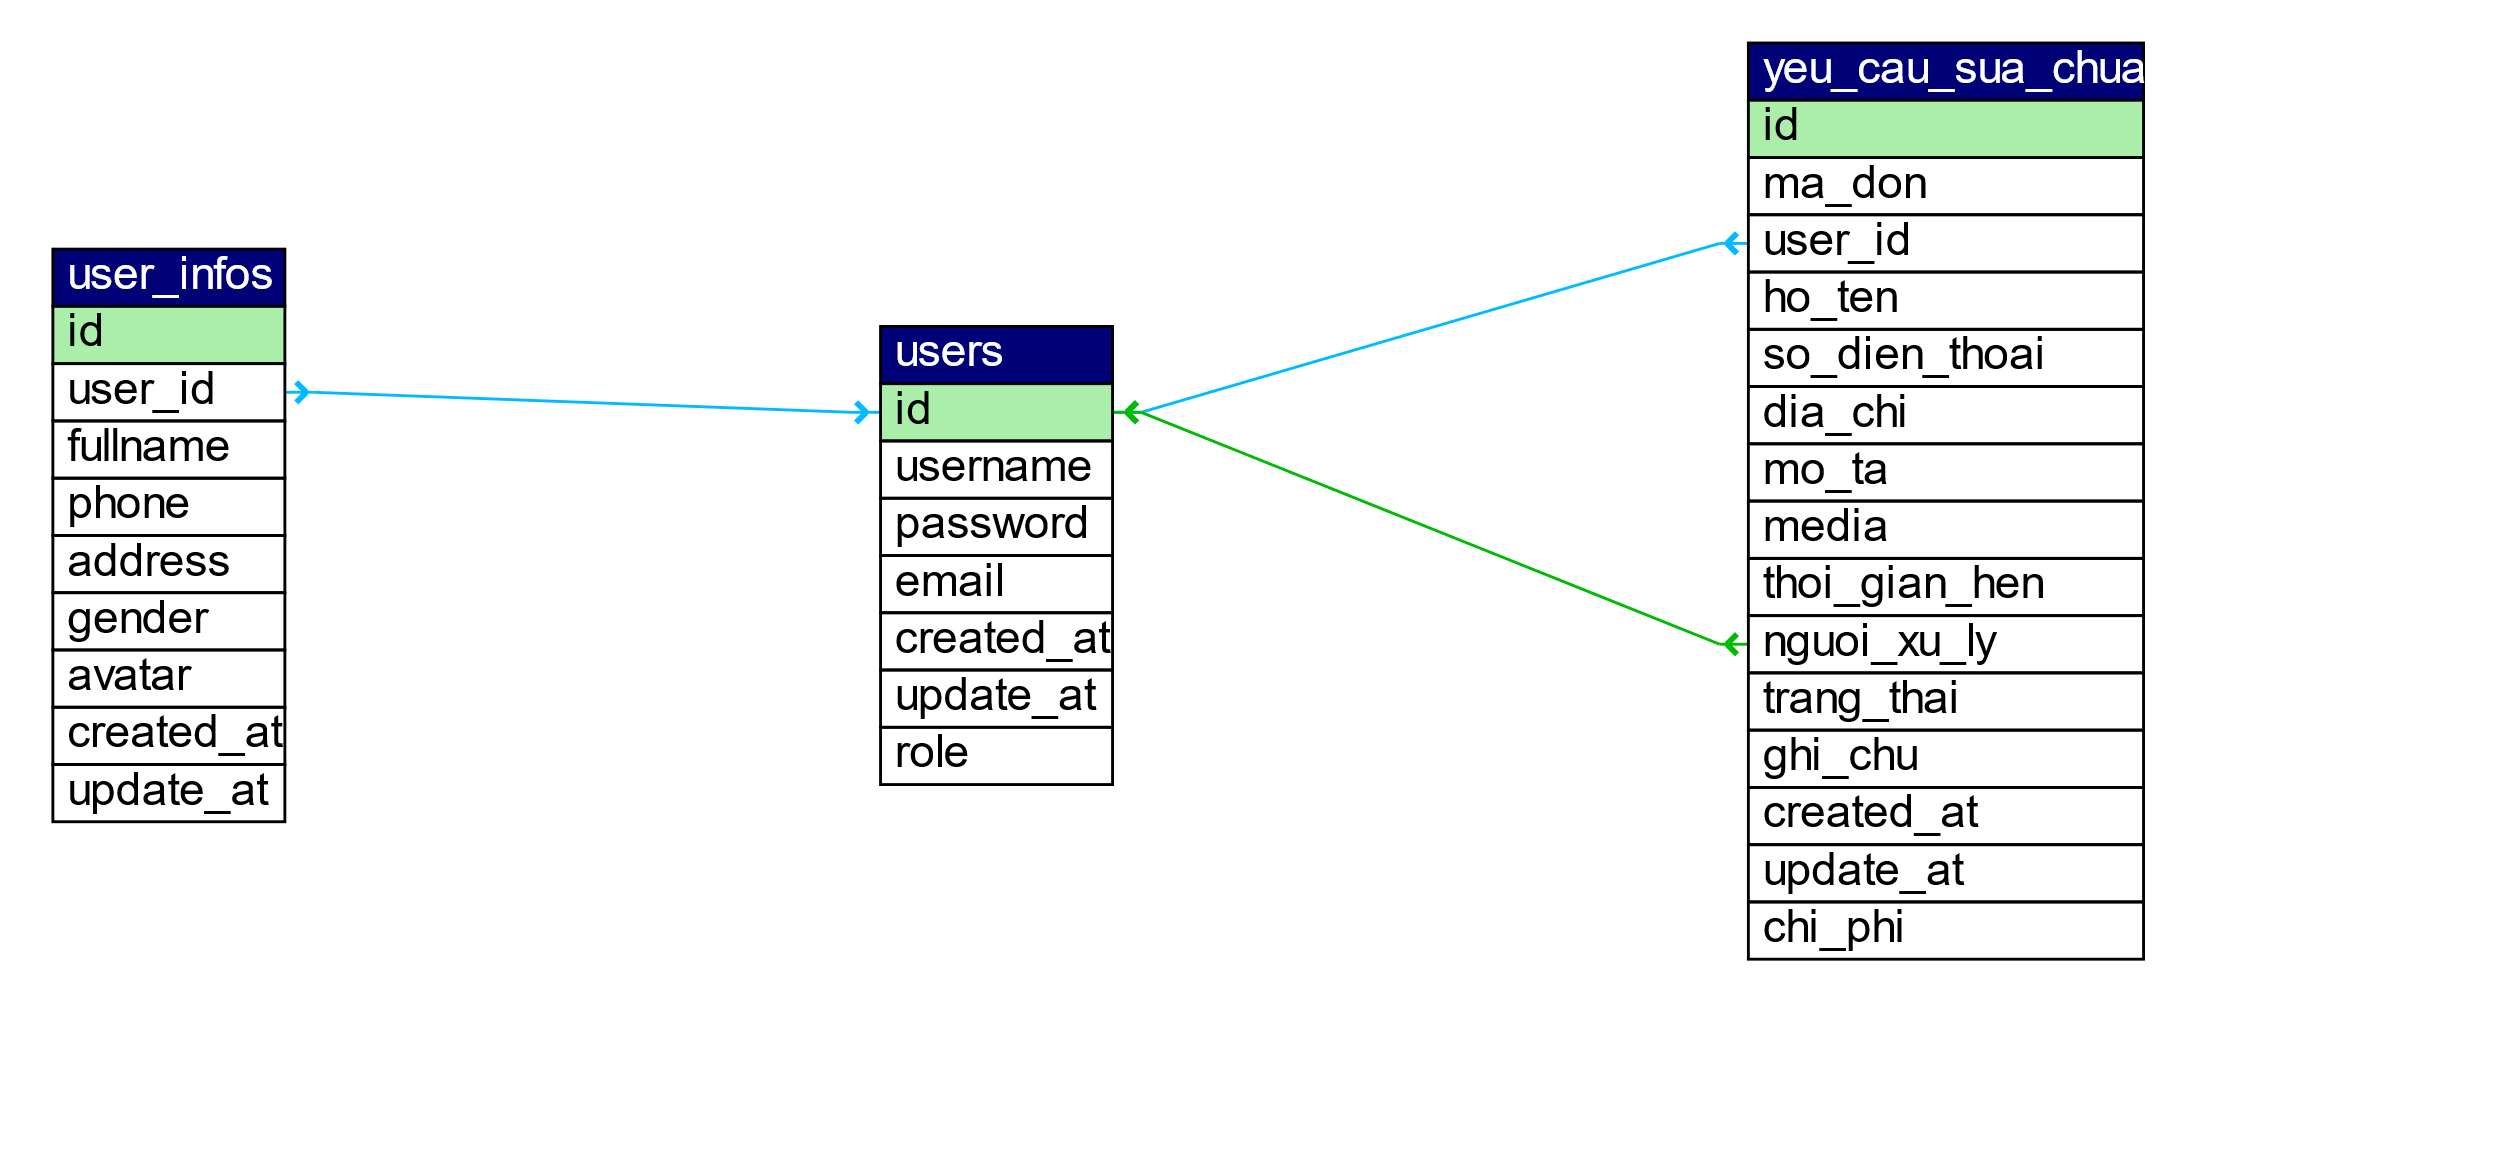 user_infos
id
user_id
fullname
phone
address
gender
avatar
created_at
update_at
users
id
username
password
email
created_at
update_at
role
yeu_cau_sua_chua
id
ma_don
user_id
ho_ten
so_dien_thoai
dia_chi
mo_ta
media
thoi_gian_hen
nguoi_xu_ly
trang_thai
ghi_chu
created_at
update_at
chi_phi